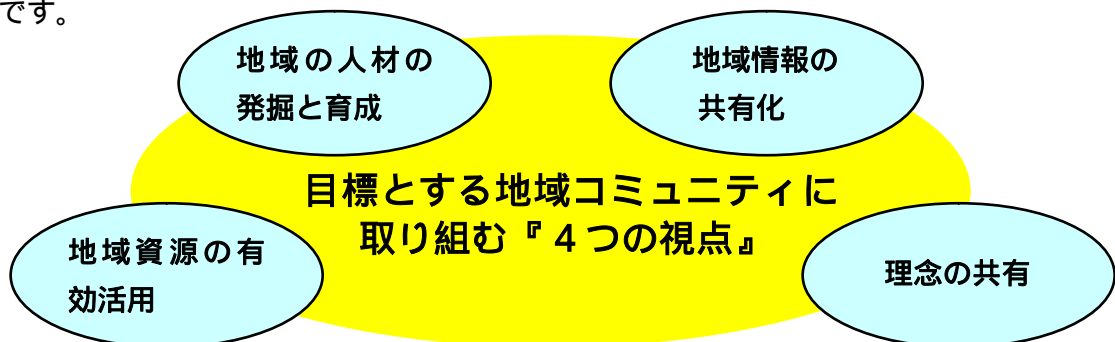 です。
地域の人材の
発掘と育成
地域情報の
共有化
目標とする地域コミュニティに
取り組む『４つの視点』
地域資源の有
効活用
理念の共有